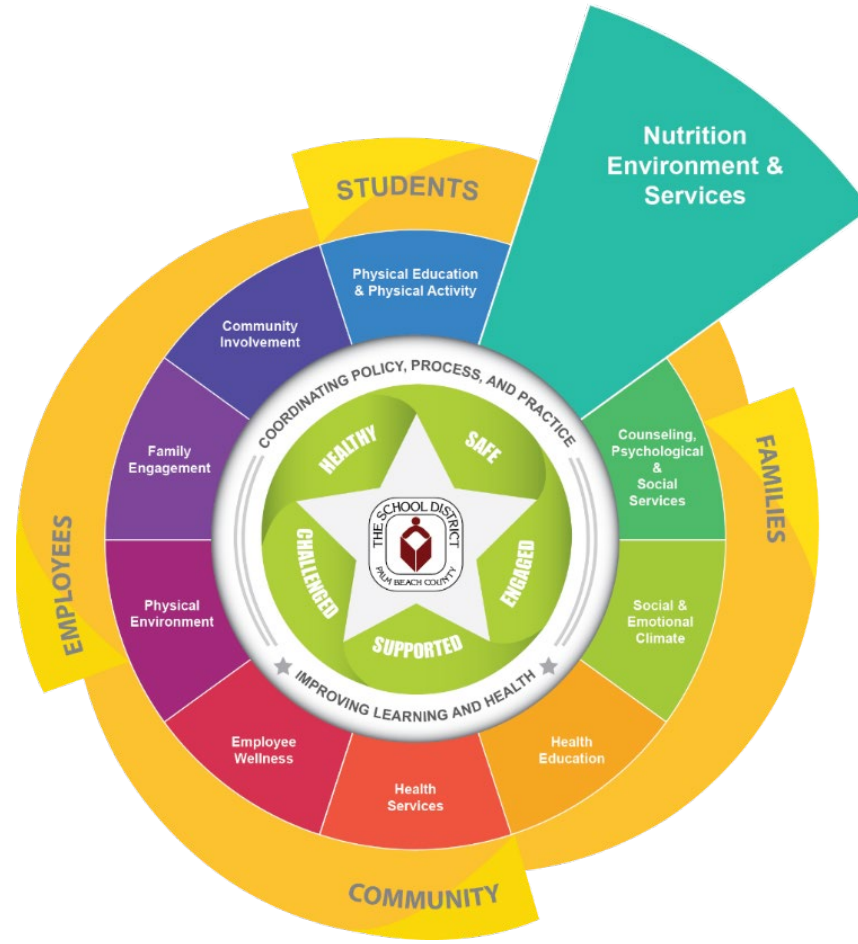 Nutrition
Environment &
Services
STUDENTS
Physical Education
& Physical Activity
Community
Involvement
Family
Engagement
Physical
Environment
Employee
Wellness
Health
Services
Health
Education
Social &
Emotional
Climate
Counseling,
Psychological
&
Social
Services
FAMILIES
EMPLOYEES
COMMUNITY
COORDINATING POLICY, PROCESS, AND PRACTICE
IMPROVING LEARNING AND HEALTH
HEALTHY
SAFE
ENGAGED
SUPPORTED
CHALLENGED
THE SCHOOL DISTRICT
PALM BEACH COUNTY